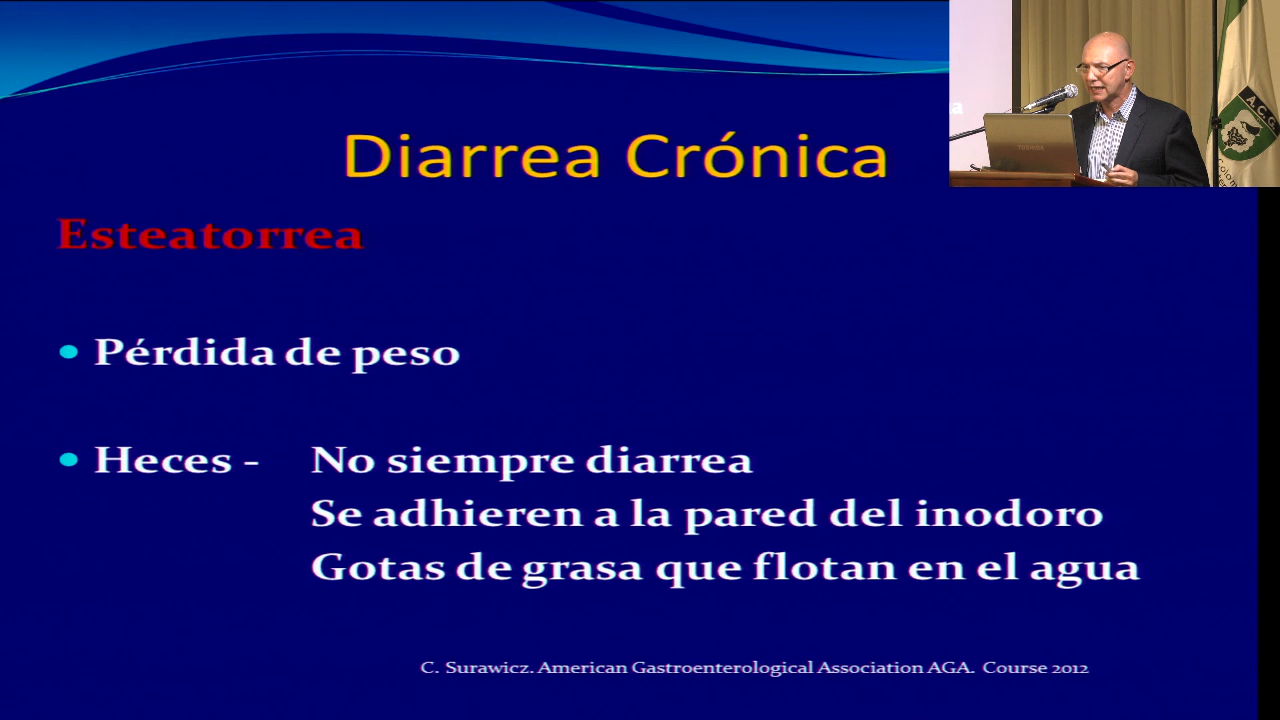 Diarrea Crónica
Esteatorrea
• Pérdida de peso
• Heces - No siempre diarrea
Se adhieren a la pared del inodoro
Gotas de grasa que flotan en el agua
C. Surawicz. American Gastroenterological Association AGA. Course 2012
TOSHIBA
A.C.G.